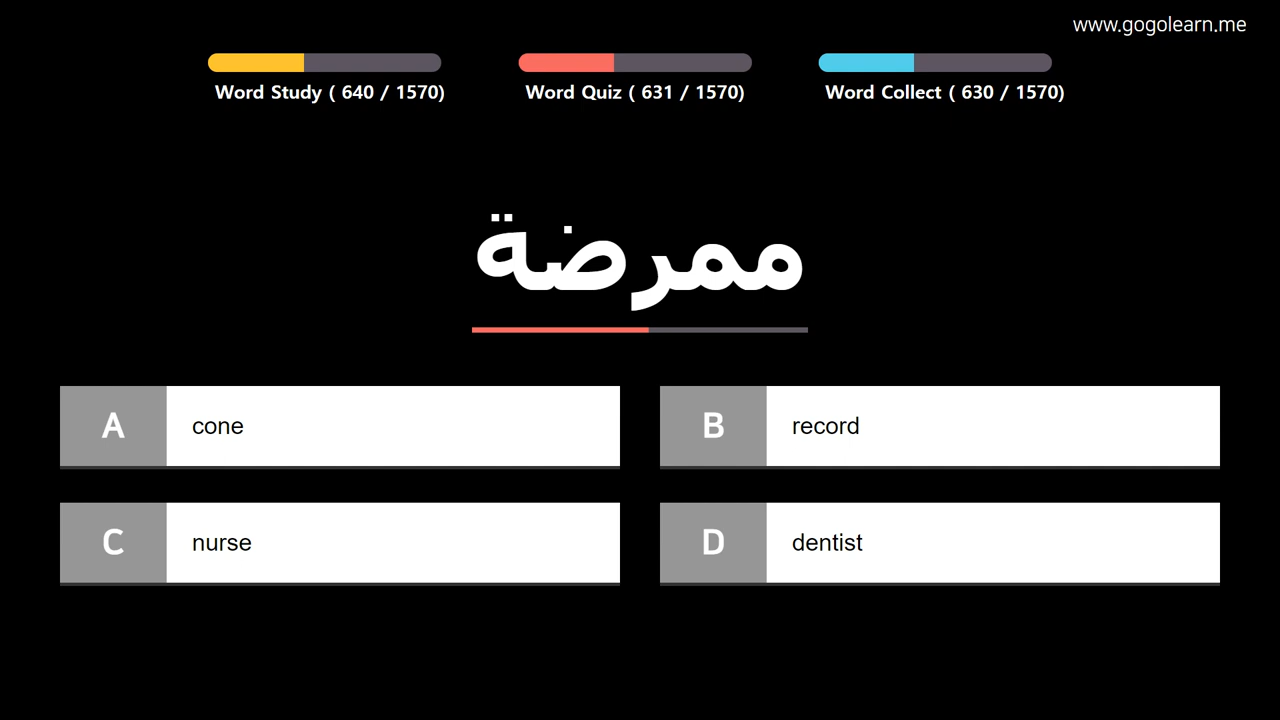 www.gogolearn.me
Word Study ( 640 / 1570)
Word Quiz ( 631 / 1570)
Word Collect ( 630 / 1570)
ممرضة
A cone
B record
C nurse
D dentist